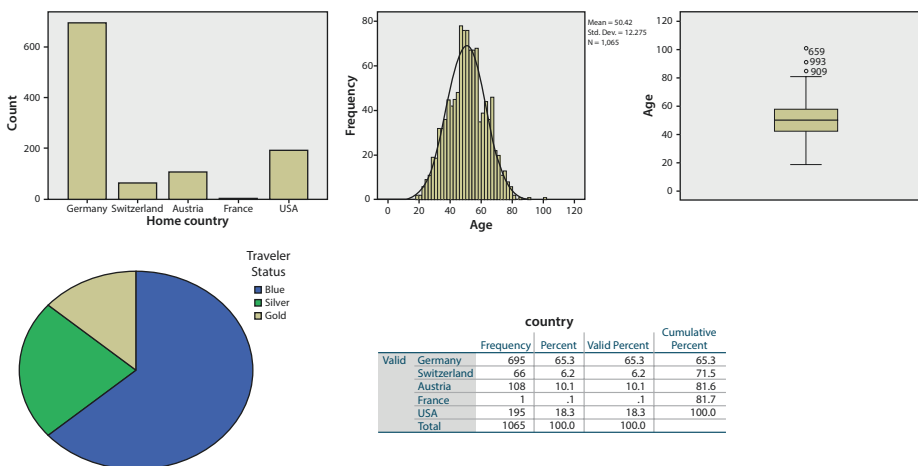 Count
600
400
200
0
Germany Switzerland Austria France USA
Home country
Frequency
80
60
40
20
0
0 20 40 60 80 100 120
Age
Mean = 50.42
Std. Dev. = 12.275
N = 1,065
Age
120
100
80
60
40
20
0
659
993
909
Traveler
Status
Blue
Silver
Gold
country
Frequency Percent Valid Percent Cumulative Percent
Valid Germany 695 65.3 65.3 65.3
Switzerland 66 6.2 6.2 71.5
Austria 108 10.1 10.1 81.6
France 1 .1 .1 81.7
USA 195 18.3 18.3 100.0
Total 1065 100.0 100.0